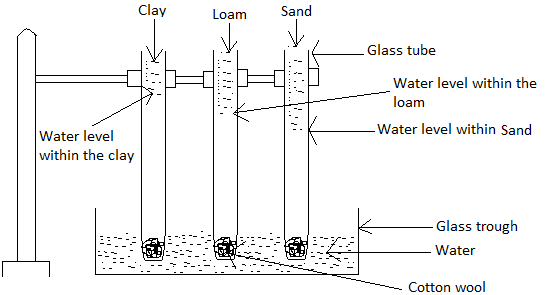 Clay
Loam
Sand
Glass tube
Water level within the
loam
Water level
within the clay
Water level within Sand
Glass trough
Water
Cotton wool